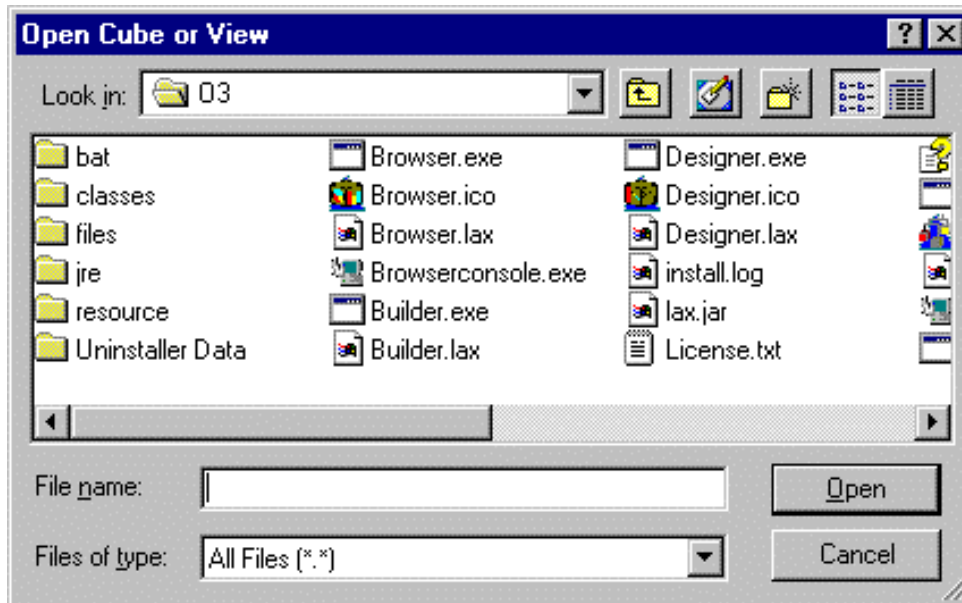 Open Cube or View
Look in: O3
bat Browser.exe Designer.exe
classes Browser.ico Designer.ico
files Browser.lax Designer.lax
jre Browserconsole.exe install.log
resource Builder.exe lax.jar
Uninstaller Data Builder.lax License.txt
File name: Open
Files of type: All Files (*.*) Cancel